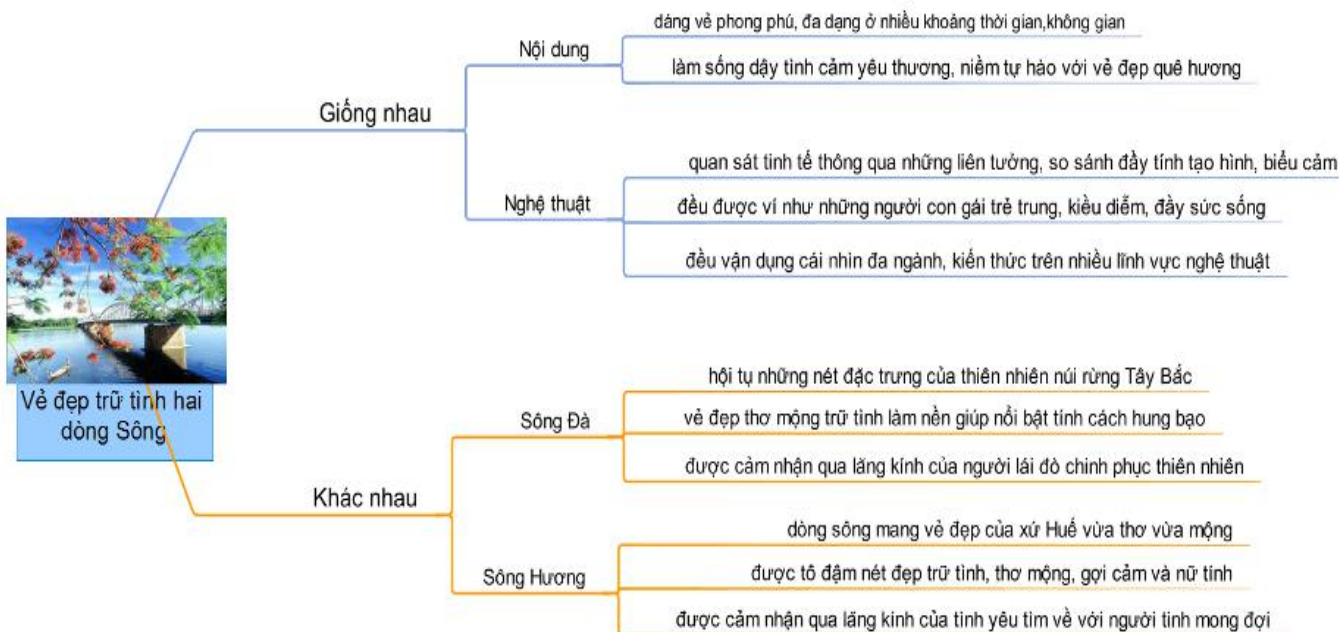 Vẻ đẹp trữ tình hai
dòng Sông
Giống nhau
Nội dung
dáng vẻ phong phú, đa dạng ở nhiều khoảng thời gian,không gian
làm sống dậy tình cảm yêu thương, niềm tự hào với vẻ đẹp quê hương
Nghệ thuật
quan sát tinh tế thông qua những liên tưởng, so sánh đầy tính tạo hình, biểu cảm
đều được ví như những người con gái trẻ trung, kiều diễm, đầy sức sống
đều vận dụng cái nhìn đa ngành, kiến thức trên nhiều lĩnh vực nghệ thuật
Khác nhau
Sông Đà
hội tụ những nét đặc trưng của thiên nhiên núi rừng Tây Bắc
vẻ đẹp thơ mộng trữ tình làm nền giúp nổi bật tính cách hung bạo
được cảm nhận qua lăng kính của người lái đò chinh phục thiên nhiên
Sông Hương
dòng sông mang vẻ đẹp của xứ Huế vừa thơ vừa mộng
được tô đậm nét đẹp trữ tình, thơ mộng, gợi cảm và nữ tính
được cảm nhận qua lăng kính của tình yêu tìm về với người tình mong đợi